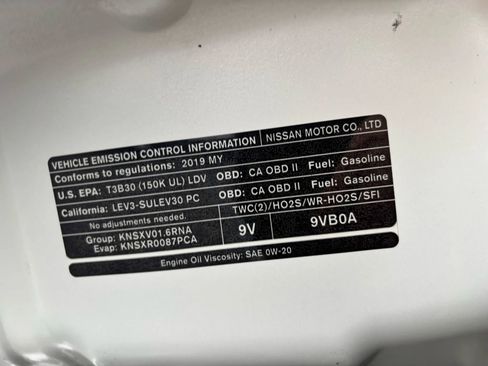 VEHICLE EMISSION CONTROL INFORMATION NISSAN MOTOR CO., LTD
Conforms to regulations: 2019 MY
U.S. EPA: T3B30 (150K UL) LDV OBD: CA OBD II Fuel: Gasoline
California: LEV3-SULEV30 PC OBD: CA OBD II Fuel: Gasoline
No adjustments needed. TWC(2)/HO2S/WR-HO2S/SFI
Group: KNSXV01.6RNA
Evap: KNSXR0087PCA
9V 9VB0A
Engine Oil Viscosity: SAE 0W-20